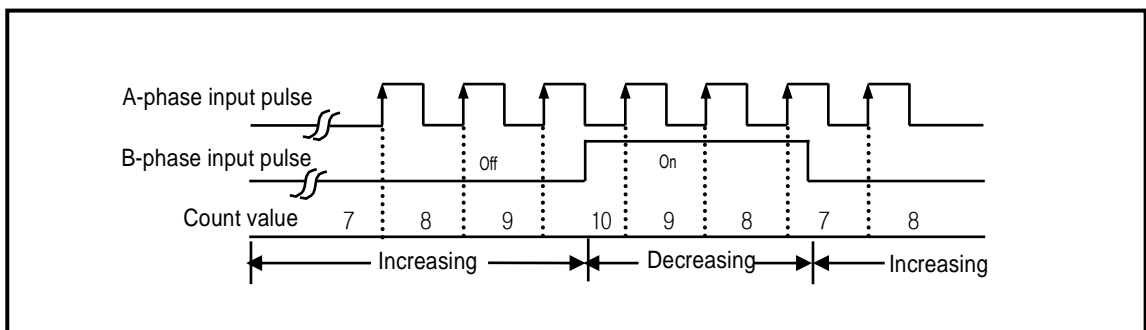 A-phase input pulse
B-phase input pulse
Off
On
Count value
7
8
9
10
9
8
7
8
Increasing
Decreasing
Increasing